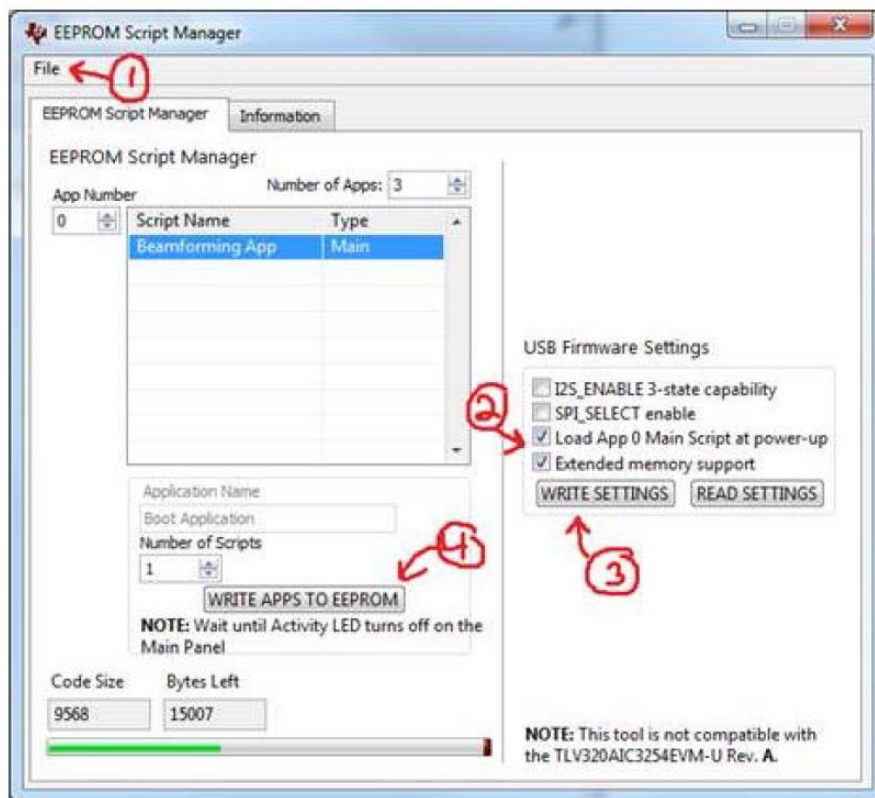 EEPROM Script Manager
File
1
EEPROM Script Manager
Information
EEPROM Script Manager
Number of Apps: 3
App Number
0
Script Name Type
Beamforming App Main
USB Firmware Settings
I2S_ENABLE 3-state capability
2
SPI_SELECT enable
Load App 0 Main Script at power-up
Extended memory support
WRITE SETTINGS READ SETTINGS
3
Application Name
Boot Application
Number of Scripts
1
4
WRITE APPS TO EEPROM
NOTE: Wait until Activity LED turns off on the
Main Panel
Code Size Bytes Left
9568 15007
NOTE: This tool is not compatible with
the TLV320AIC3254EVM-U Rev. A.